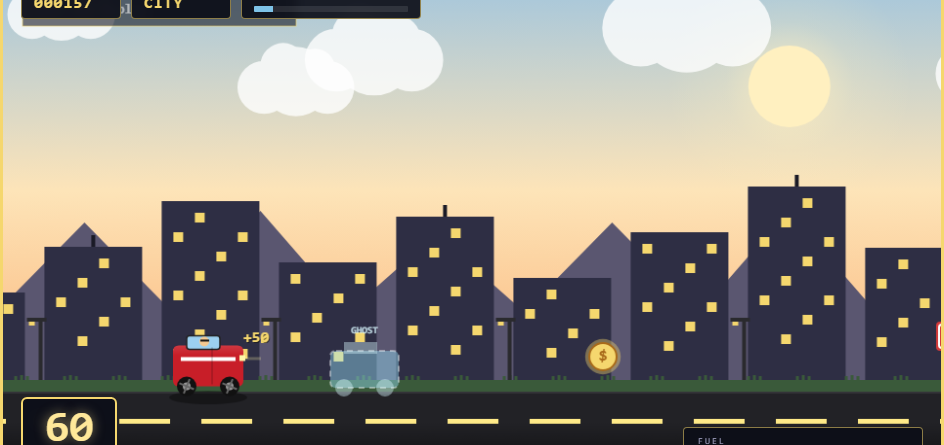 000157
CITY
+50
GHOST
$
60
FUEL